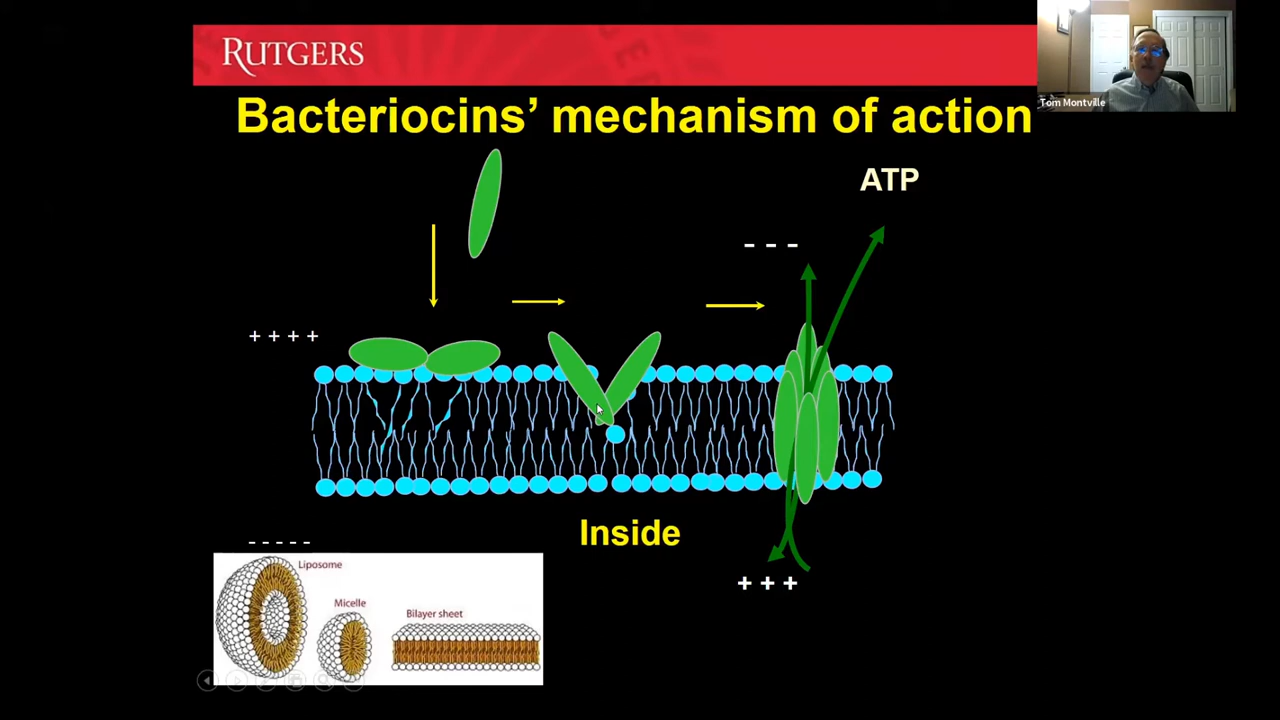 RUTGERS
Tom Montville
Bacteriocins’ mechanism of action
ATP
- - -
+ + + +
Inside
- - - - -
+ + +
Liposome
Micelle
Bilayer sheet